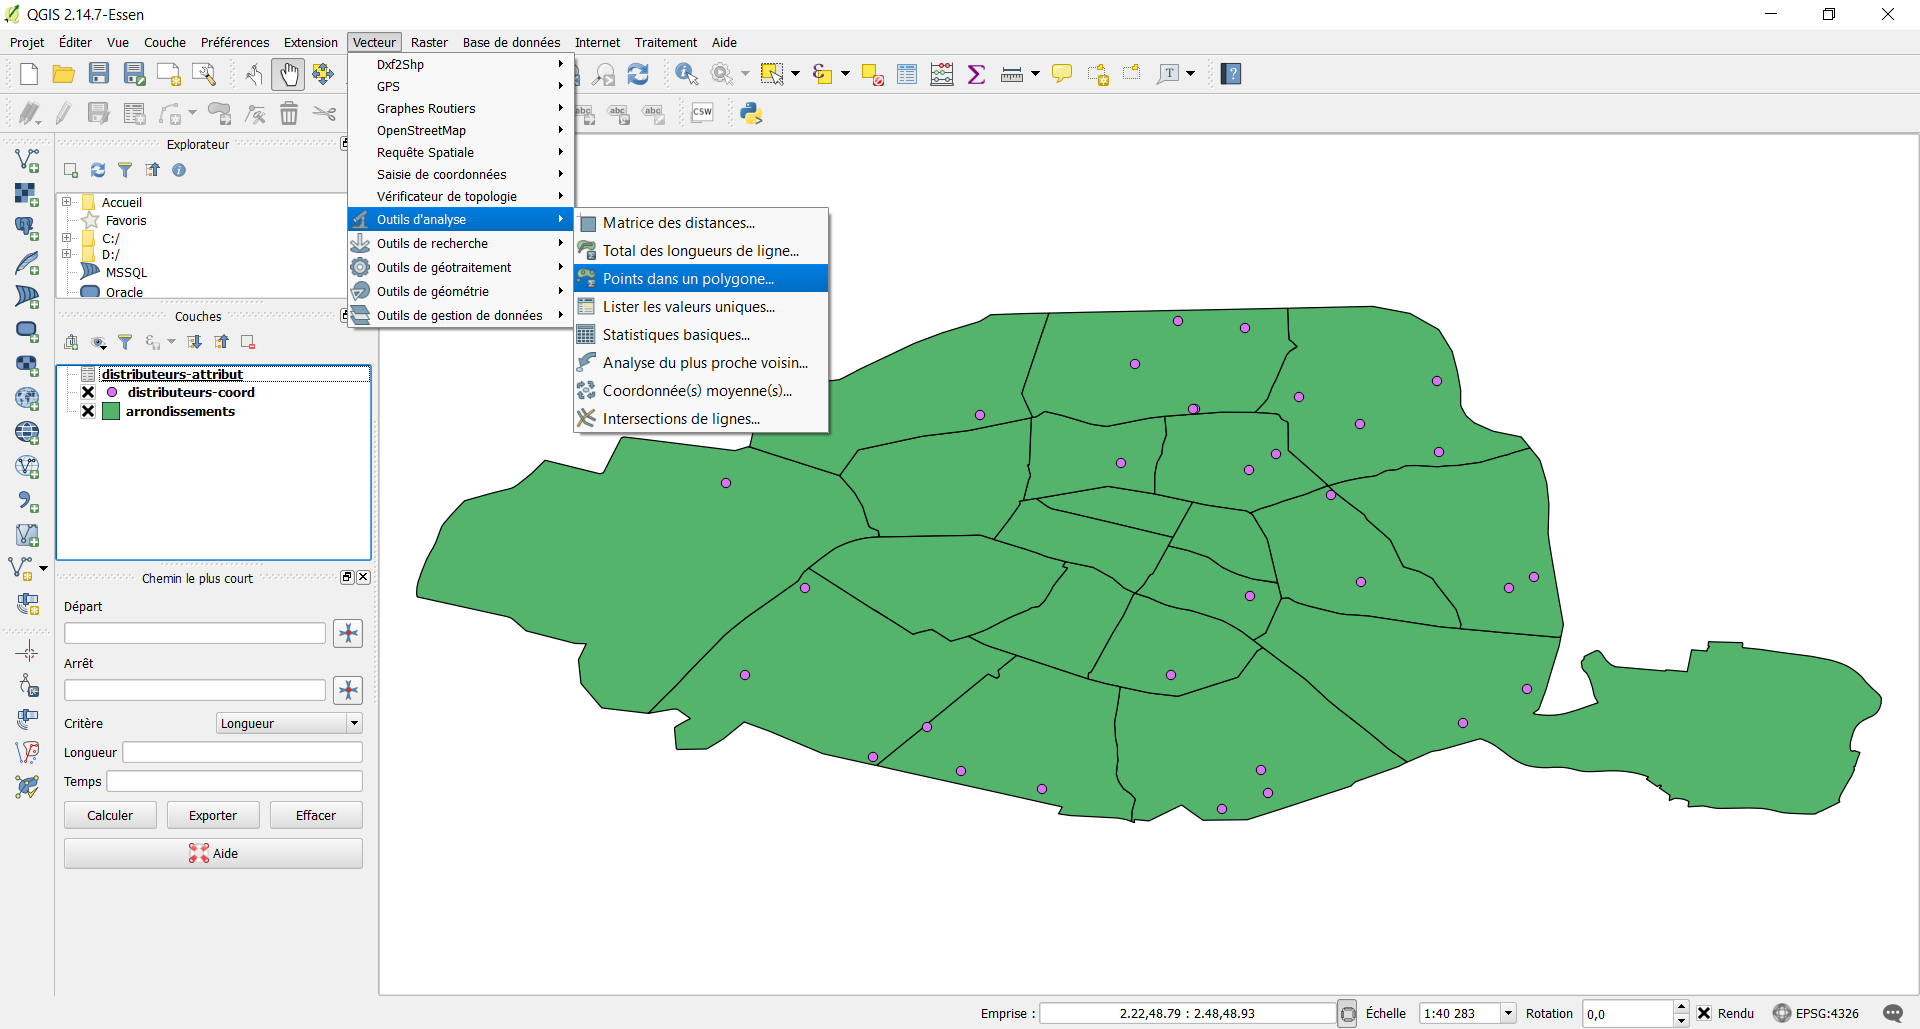 QGIS 2.14.7-Essen
Projet Éditer Vue Couche Préférences Extension Vecteur Raster Base de données Internet Traitement Aide
Dxf2Shp
GPS
Graphes Routiers
OpenStreetMap
Requête Spatiale
Saisie de coordonnées
Vérificateur de topologie
Outils d'analyse
Outils de recherche
Outils de géotraitement
Outils de géométrie
Outils de gestion de données
Matrice des distances...
Total des longueurs de ligne...
Points dans un polygone...
Lister les valeurs uniques...
Statistiques basiques...
Analyse du plus proche voisin...
Coordonnée(s) moyenne(s)...
Intersections de lignes...
abc abc abc CSW
Explorateur
Accueil
Favoris
C:/
D:/
MSSQL
Oracle
Couches
distributeurs-attribut
distributeurs-coord
arrondissements
Chemin le plus court
Départ
Arrêt
Critère Longueur
Longueur
Temps
Calculer Exporter Effacer
Aide
Emprise : 2.22,48.79 : 2.48,48.93 Échelle 1:40 283 Rotation 0,0 Rendu EPSG:4326